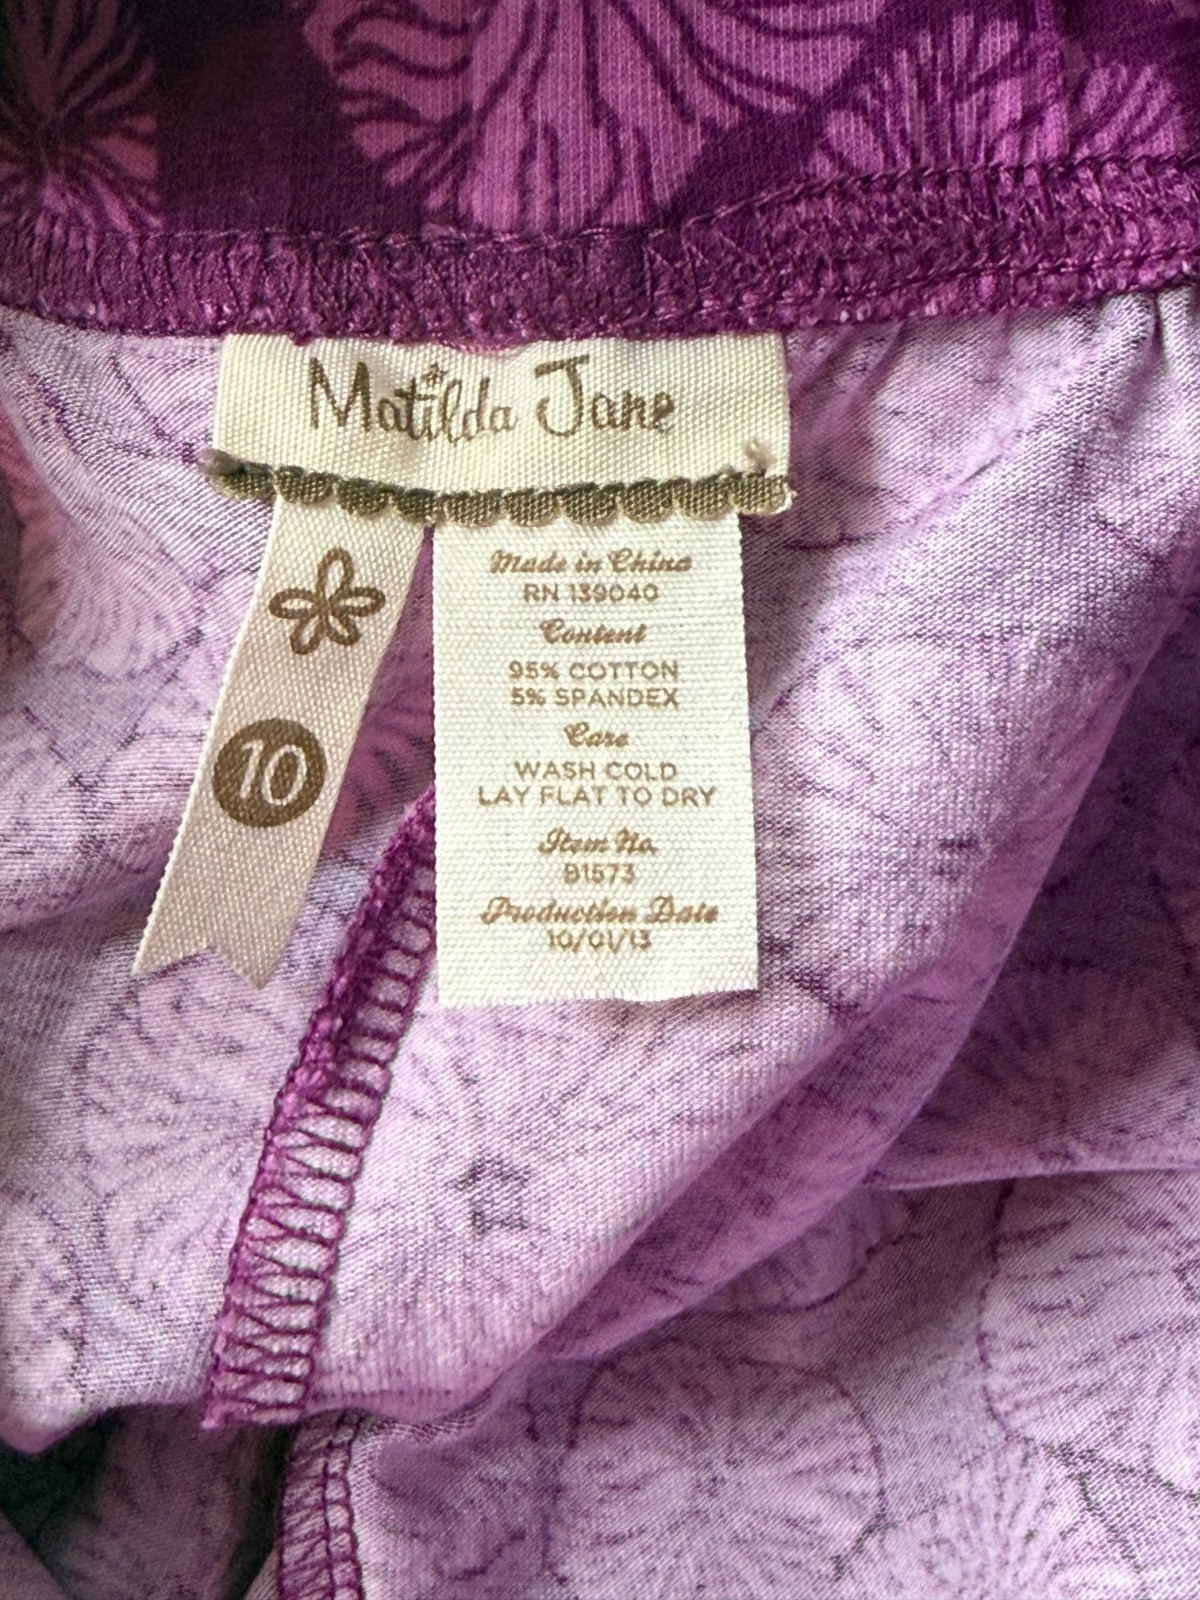 Matilda Jane
10
Made in China
RN 139040
Content
95% COTTON
5% SPANDEX
Care
WASH COLD
LAY FLAT TO DRY
Item No.
B1573
Production Date
10/01/13